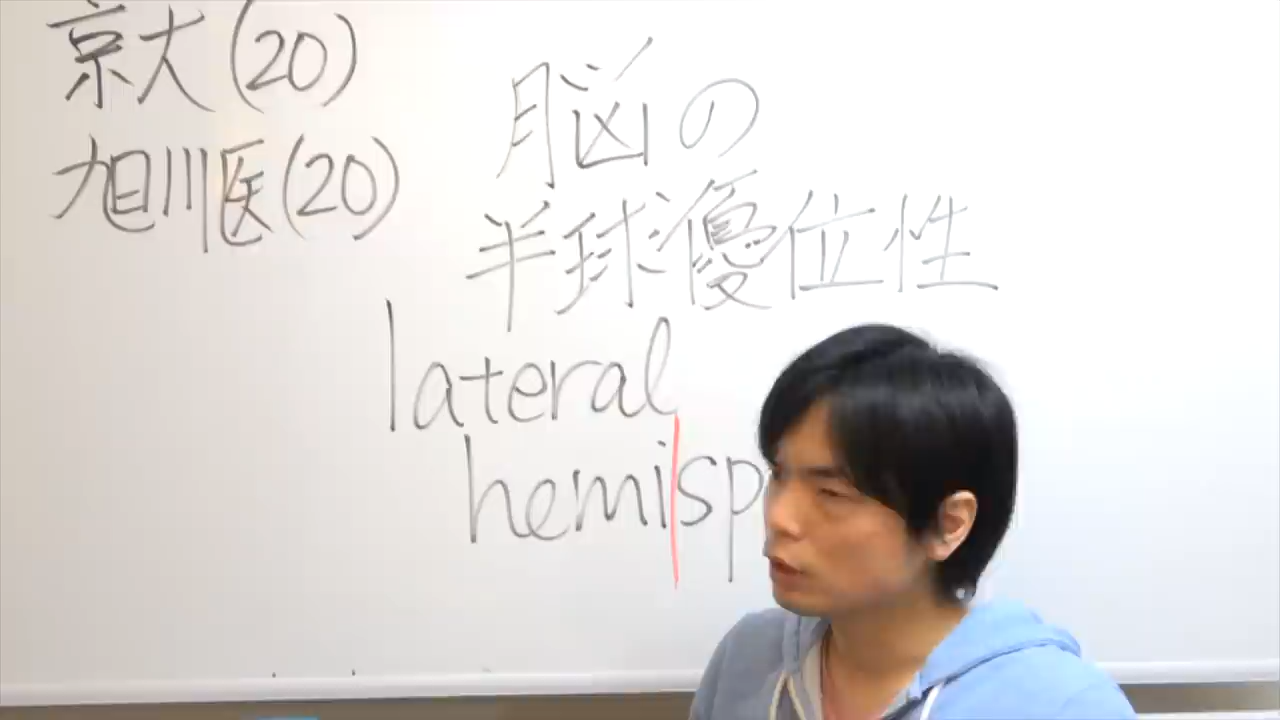 京大(20)
旭川医(20)
脳の
半球優位性
lateral
hemisp